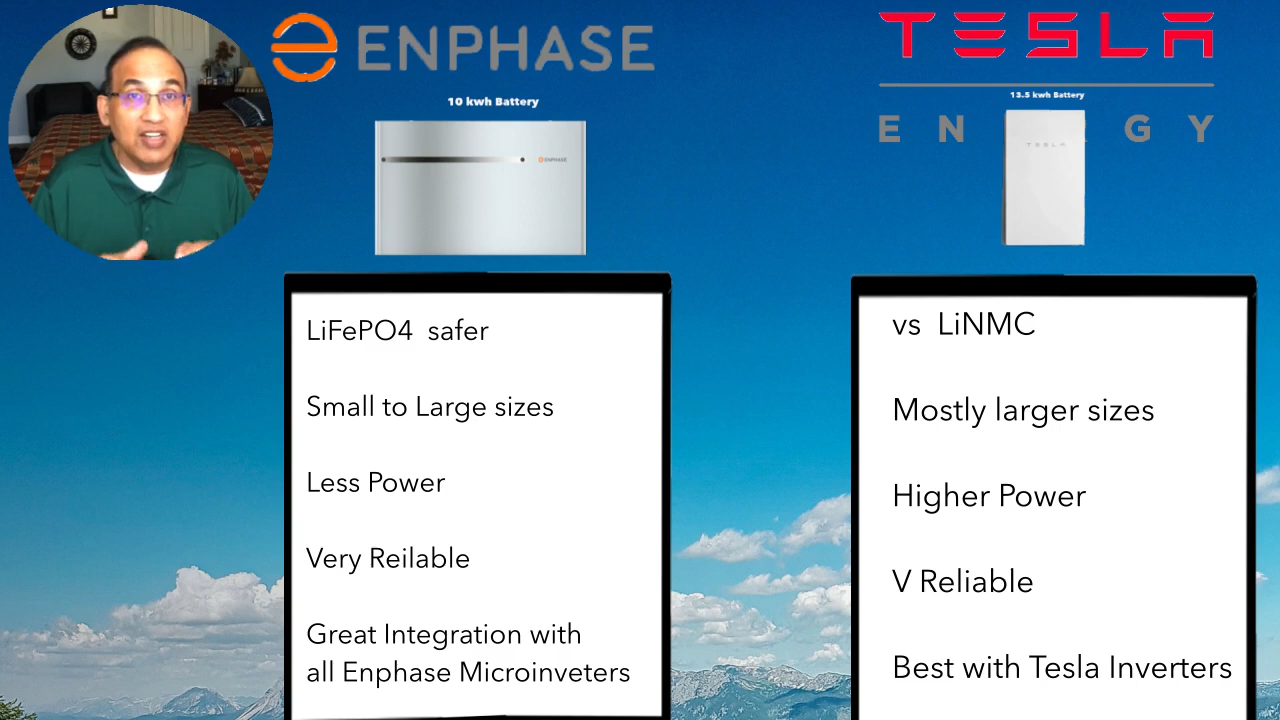 ENPHASE
10 kwh Battery
ENPHASE
LiFePO4 safer
Small to Large sizes
Less Power
Very Reilable
Great Integration with
all Enphase Microinveters
TESLA
13.5 kwh Battery
EN GY
TESLA
vs LiNMC
Mostly larger sizes
Higher Power
V Reliable
Best with Tesla Inverters